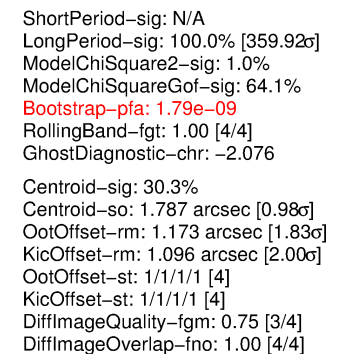 ShortPeriod−sig: N/A
LongPeriod−sig: 100.0% [359.92σ]
ModelChiSquare2−sig: 1.0%
ModelChiSquareGof−sig: 64.1%
Bootstrap−pfa: 1.79e−09
RollingBand−fgt: 1.00 [4/4]
GhostDiagnostic−chr: −2.076
Centroid−sig: 30.3%
Centroid−so: 1.787 arcsec [0.98σ]
OotOffset−rm: 1.173 arcsec [1.83σ]
KicOffset−rm: 1.096 arcsec [2.00σ]
OotOffset−st: 1/1/1/1 [4]
KicOffset−st: 1/1/1/1 [4]
DiffImageQuality−fgm: 0.75 [3/4]
DiffImageOverlap−fno: 1.00 [4/4]